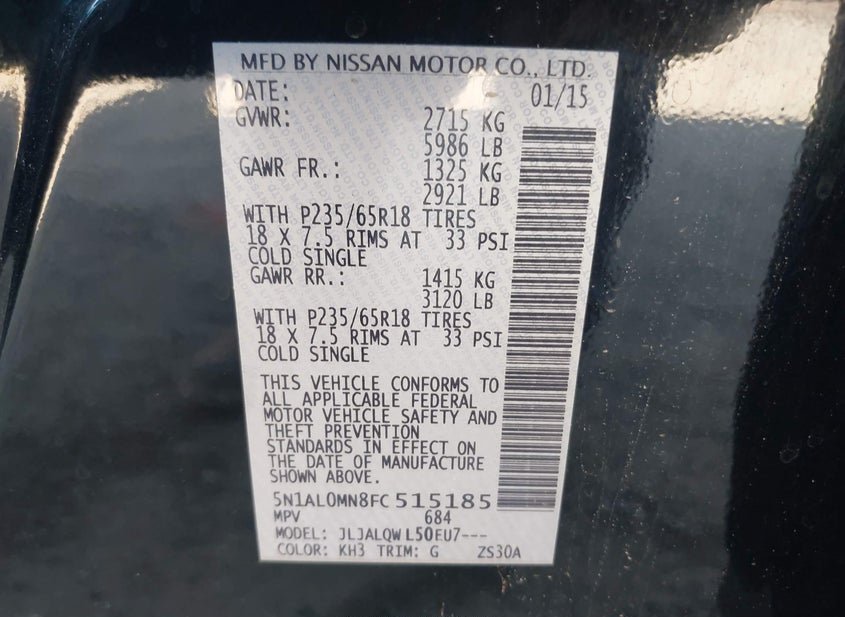 MFD BY NISSAN MOTOR CO., LTD.
DATE: 01/15
GVWR: 2715 KG
5986 LB
GAWR FR.: 1325 KG
2921 LB
WITH P235/65R18 TIRES
18 X 7.5 RIMS AT 33 PSI
COLD SINGLE
GAWR RR.: 1415 KG
3120 LB
WITH P235/65R18 TIRES
18 X 7.5 RIMS AT 33 PSI
COLD SINGLE
THIS VEHICLE CONFORMS TO
ALL APPLICABLE FEDERAL
MOTOR VEHICLE SAFETY AND
THEFT PREVENTION
STANDARDS IN EFFECT ON
THE DATE OF MANUFACTURE
SHOWN ABOVE.
5N1AL0MN8FC515185
MPV 684
MODEL: JLJALQWL50EU7---
COLOR: KH3 TRIM: G ZS30A